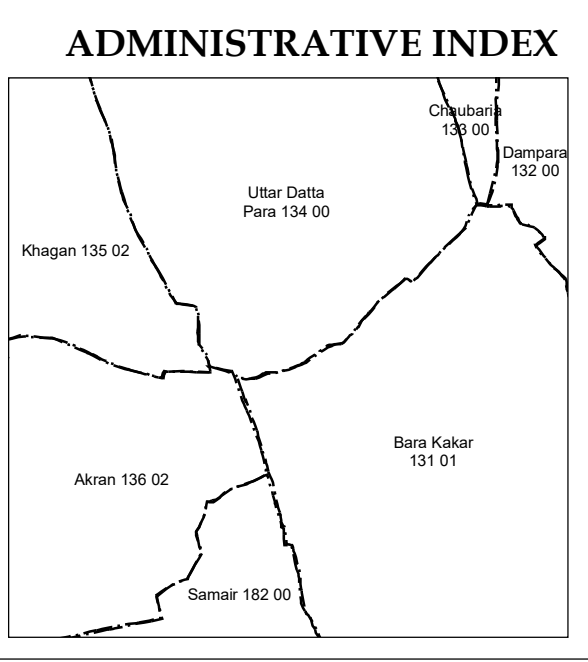 ADMINISTRATIVE INDEX
Chaubaria
133 00
Dampara
132 00
Uttar Datta
Para 134 00
Khagan 135 02
Bara Kakar
131 01
Akran 136 02
Samair 182 00